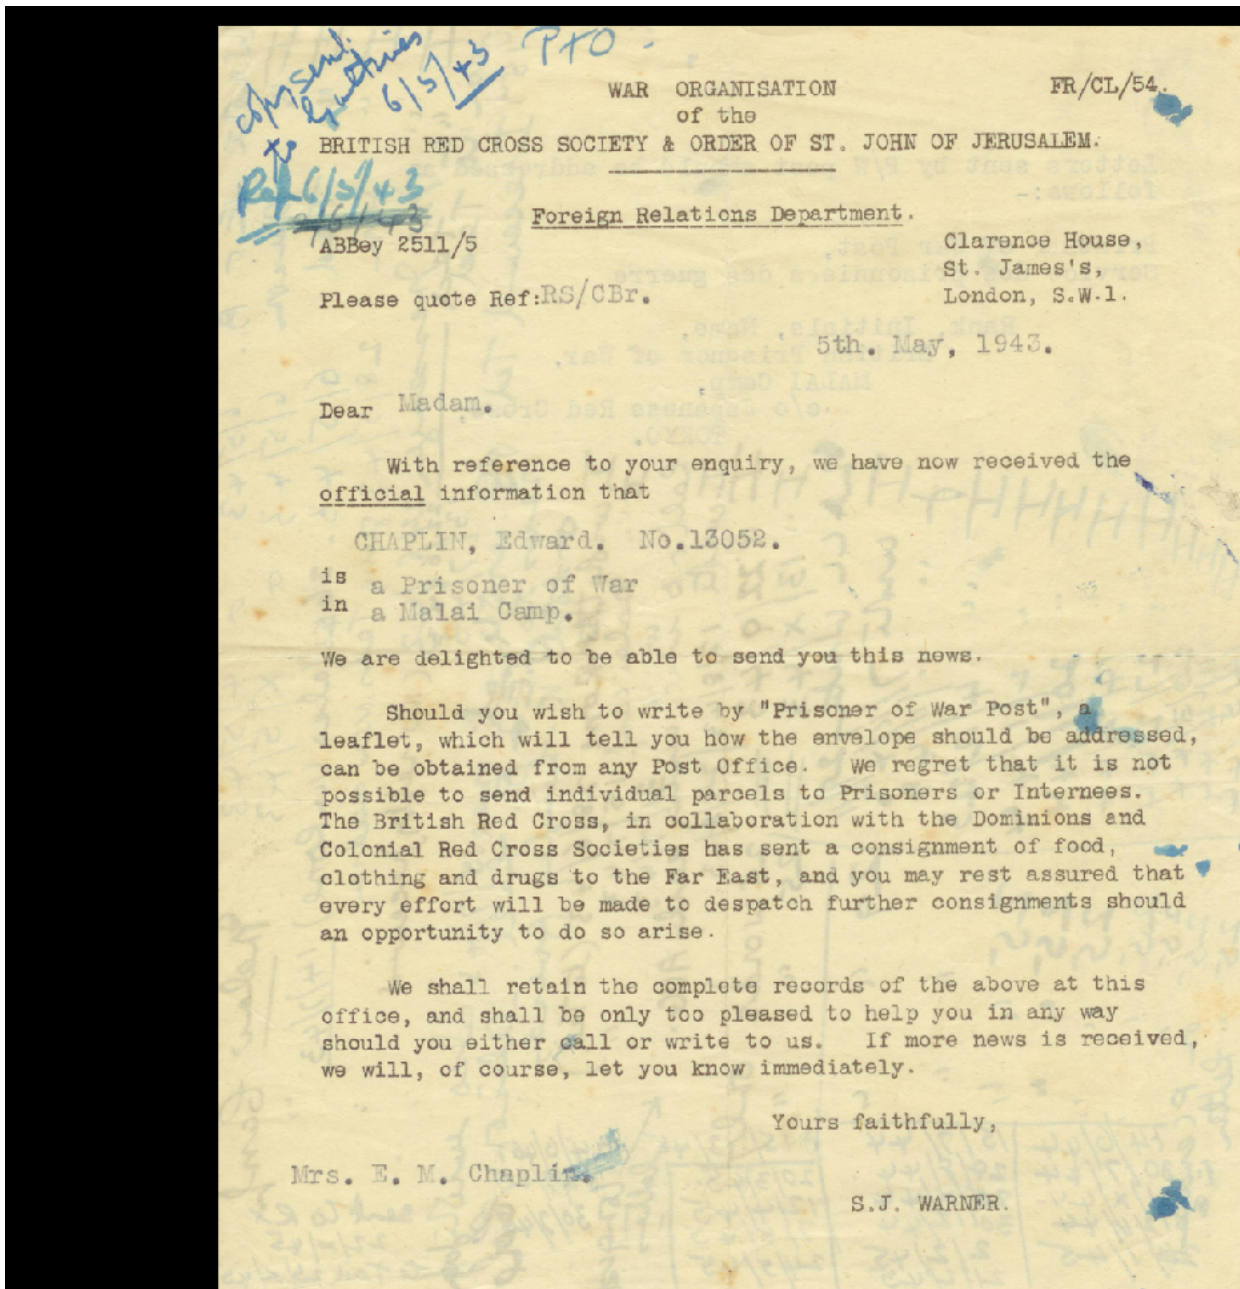 PTO -
copy sent
to Guthries
6/5/43
WAR ORGANISATION
FR/CL/54.
of the
BRITISH RED CROSS SOCIETY & ORDER OF ST. JOHN OF JERUSALEM.
6/5/43
Foreign Relations Department.
ABBey 2511/5
Clarence House,
St. James's,
Please quote Ref:RS/CBr.
London, S.W.1.
5th. May, 1943.
Dear Madam.
With reference to your enquiry, we have now received the
official information that
CHAPLIN, Edward. No.13052.
is a Prisoner of War
in a Malai Camp.
We are delighted to be able to send you this news.
Should you wish to write by "Prisoner of War Post", a
leaflet, which will tell you how the envelope should be addressed,
can be obtained from any Post Office. We regret that it is not
possible to send individual parcels to Prisoners or Internees.
The British Red Cross, in collaboration with the Dominions and
Colonial Red Cross Societies has sent a consignment of food,
clothing and drugs to the Far East, and you may rest assured that
every effort will be made to despatch further consignments should
an opportunity to do so arise.
We shall retain the complete records of the above at this
office, and shall be only too pleased to help you in any way
should you either call or write to us. If more news is received,
we will, of course, let you know immediately.
Yours faithfully,
Mrs. E. M. Chaplin.
S.J. WARNER.